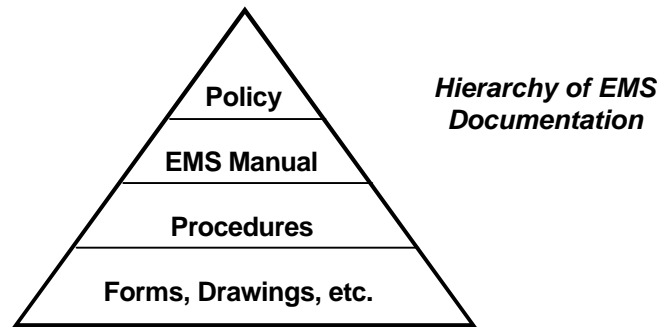 Policy
Hierarchy of EMS
Documentation
EMS Manual
Procedures
Forms, Drawings, etc.